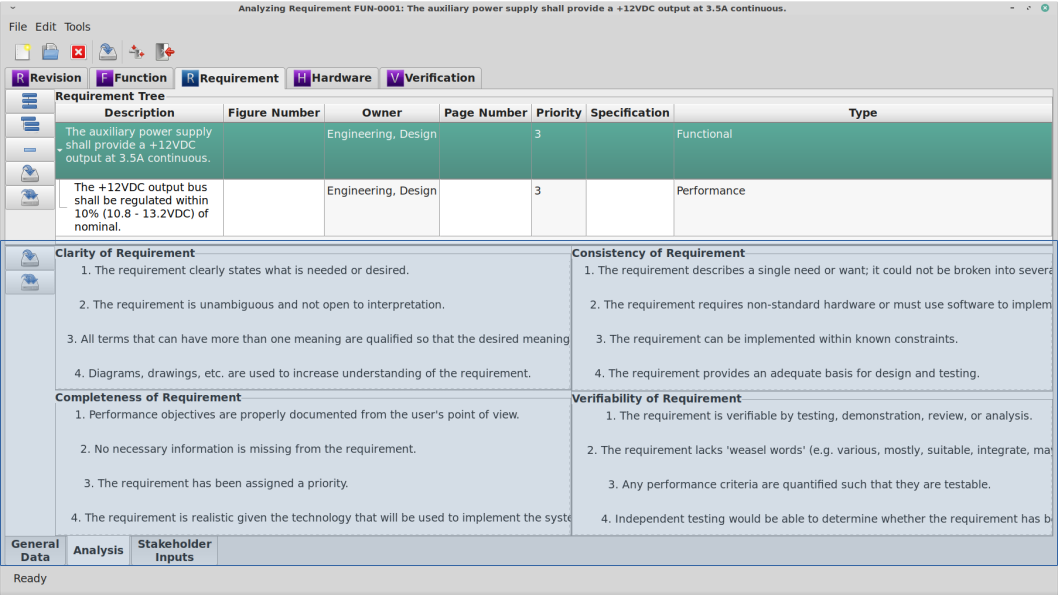 Analyzing Requirement FUN-0001: The auxiliary power supply shall provide a +12VDC output at 3.5A continuous.
File Edit Tools
R Revision F Function R Requirement H Hardware V Verification
Requirement Tree
Description Figure Number Owner Page Number Priority Specification Type
The auxiliary power supply
shall provide a +12VDC
output at 3.5A continuous.
Engineering, Design 3 Functional
The +12VDC output bus
shall be regulated within
10% (10.8 - 13.2VDC) of
nominal.
Engineering, Design 3 Performance
Clarity of Requirement
1. The requirement clearly states what is needed or desired.
2. The requirement is unambiguous and not open to interpretation.
3. All terms that can have more than one meaning are qualified so that the desired meaning
4. Diagrams, drawings, etc. are used to increase understanding of the requirement.
Completeness of Requirement
1. Performance objectives are properly documented from the user's point of view.
2. No necessary information is missing from the requirement.
3. The requirement has been assigned a priority.
4. The requirement is realistic given the technology that will be used to implement the syste
Consistency of Requirement
1. The requirement describes a single need or want; it could not be broken into severa
2. The requirement requires non-standard hardware or must use software to implem
3. The requirement can be implemented within known constraints.
4. The requirement provides an adequate basis for design and testing.
Verifiability of Requirement
1. The requirement is verifiable by testing, demonstration, review, or analysis.
2. The requirement lacks 'weasel words' (e.g. various, mostly, suitable, integrate, may
3. Any performance criteria are quantified such that they are testable.
4. Independent testing would be able to determine whether the requirement has b
General
Data
Analysis
Stakeholder
Inputs
Ready